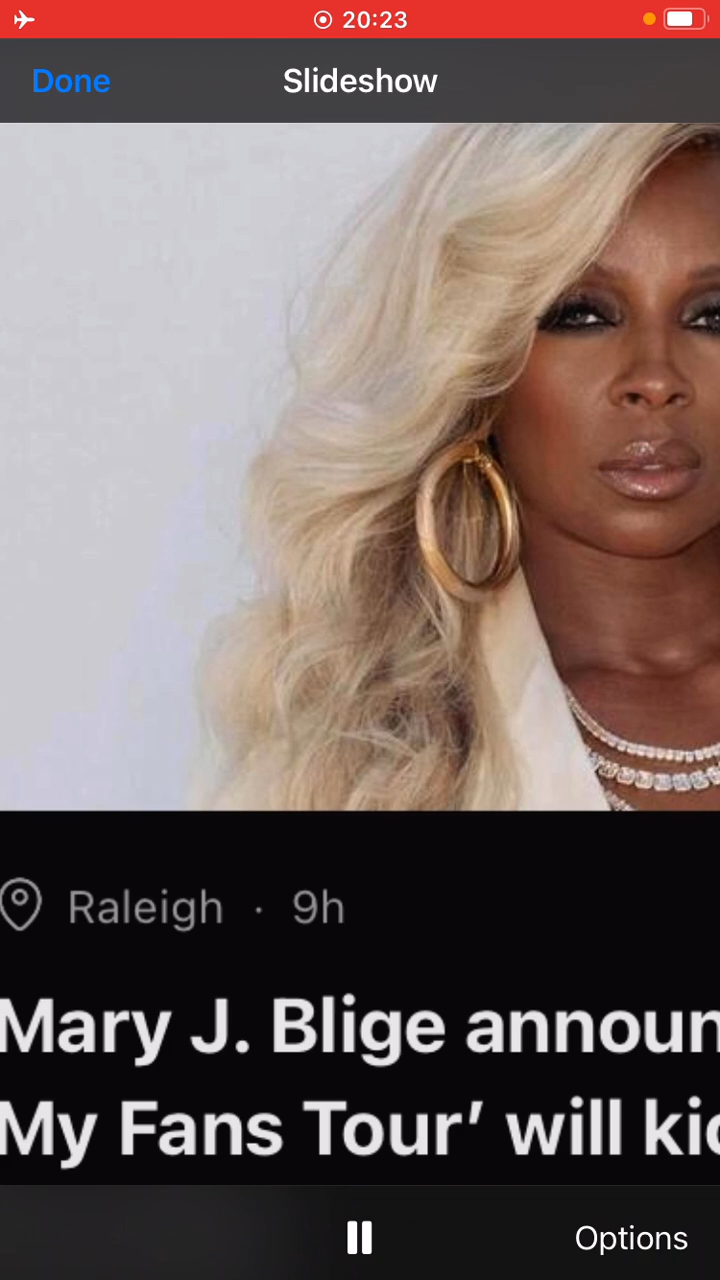 20:23
Done
Slideshow
Raleigh · 9h
Mary J. Blige announ
My Fans Tour’ will kic
Options